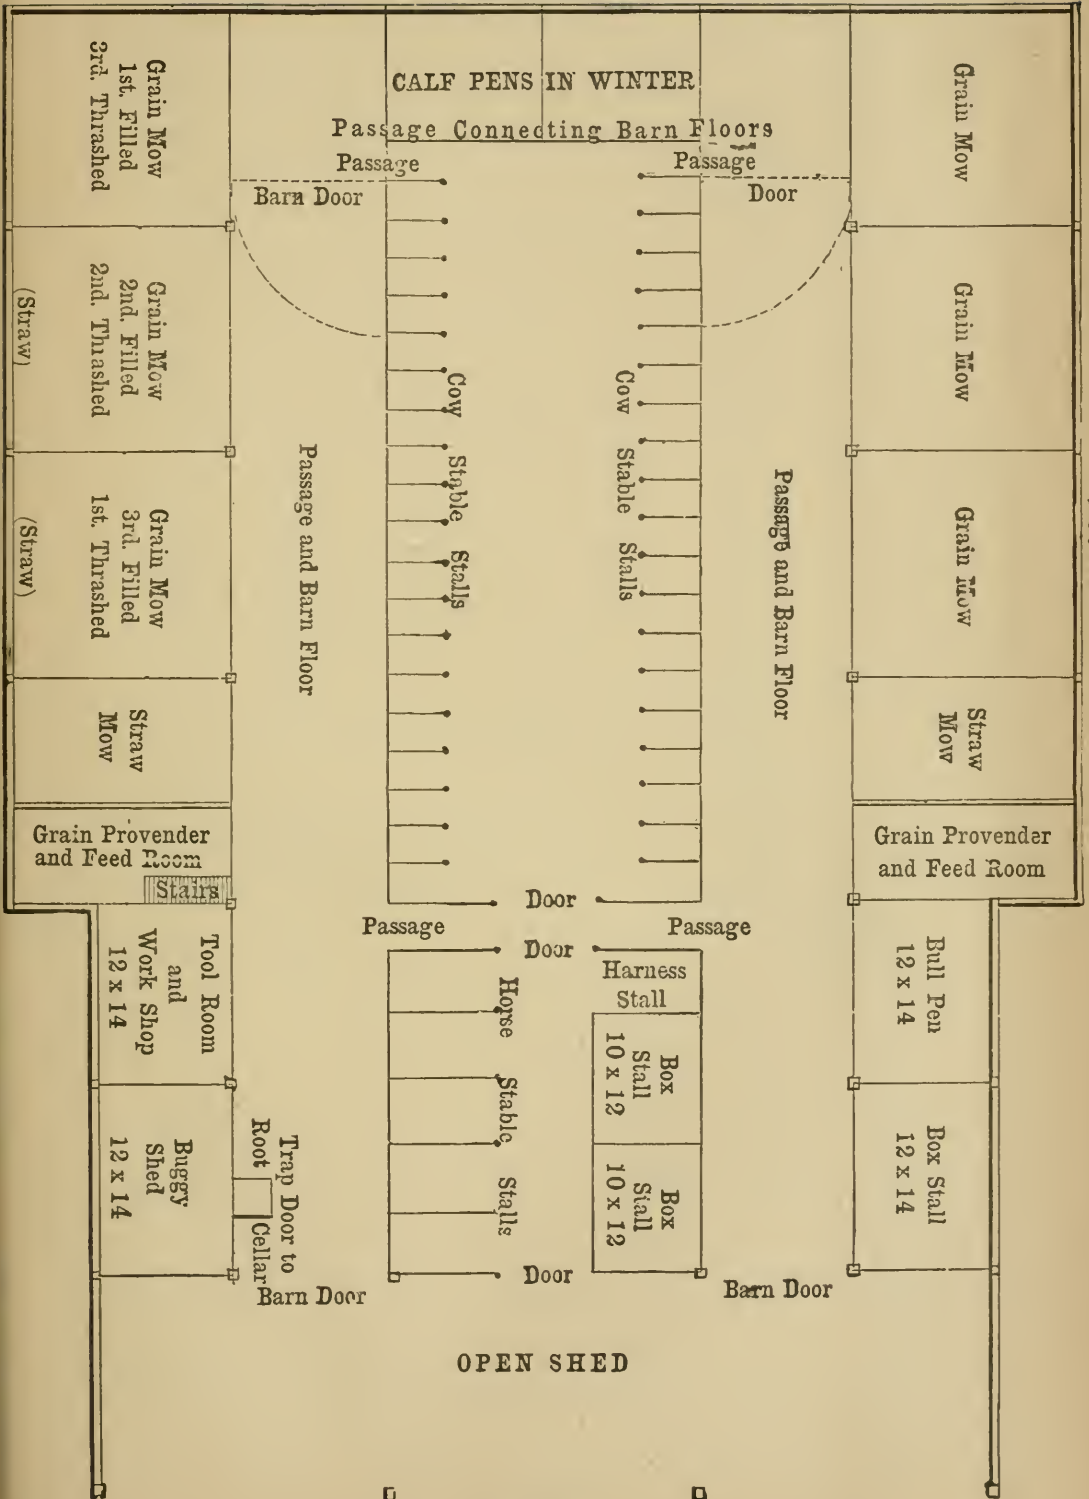 CALF PENS IN WINTER
Passage Connecting Barn Floors
Passage
Passage
Barn Door
Door
Grain Mow
1st. Filled
3rd. Thrashed
Grain Mow
2nd. Filled
2nd. Thrashed
(Straw)
Grain Mow
3rd. Filled
1st. Thrashed
(Straw)
Straw
Mow
Grain Provender
and Feed Room
Stairs
Tool Room
and
Work Shop
12 x 14
Buggy
Shed
12 x 14
Passage and Barn Floor
Trap Door to
Root Cellar
Barn Door
Cow Stable Stalls
Cow Stable Stalls
Door
Passage
Passage
Door
Horse Stable Stalls
Harness
Stall
Box
Stall
10 x 12
Box
Stall
10 x 12
Door
Passage and Barn Floor
Barn Door
Grain Mow
Grain Mow
Grain Mow
Straw
Mow
Grain Provender
and Feed Room
Bull Pen
12 x 14
Box Stall
12 x 14
OPEN SHED